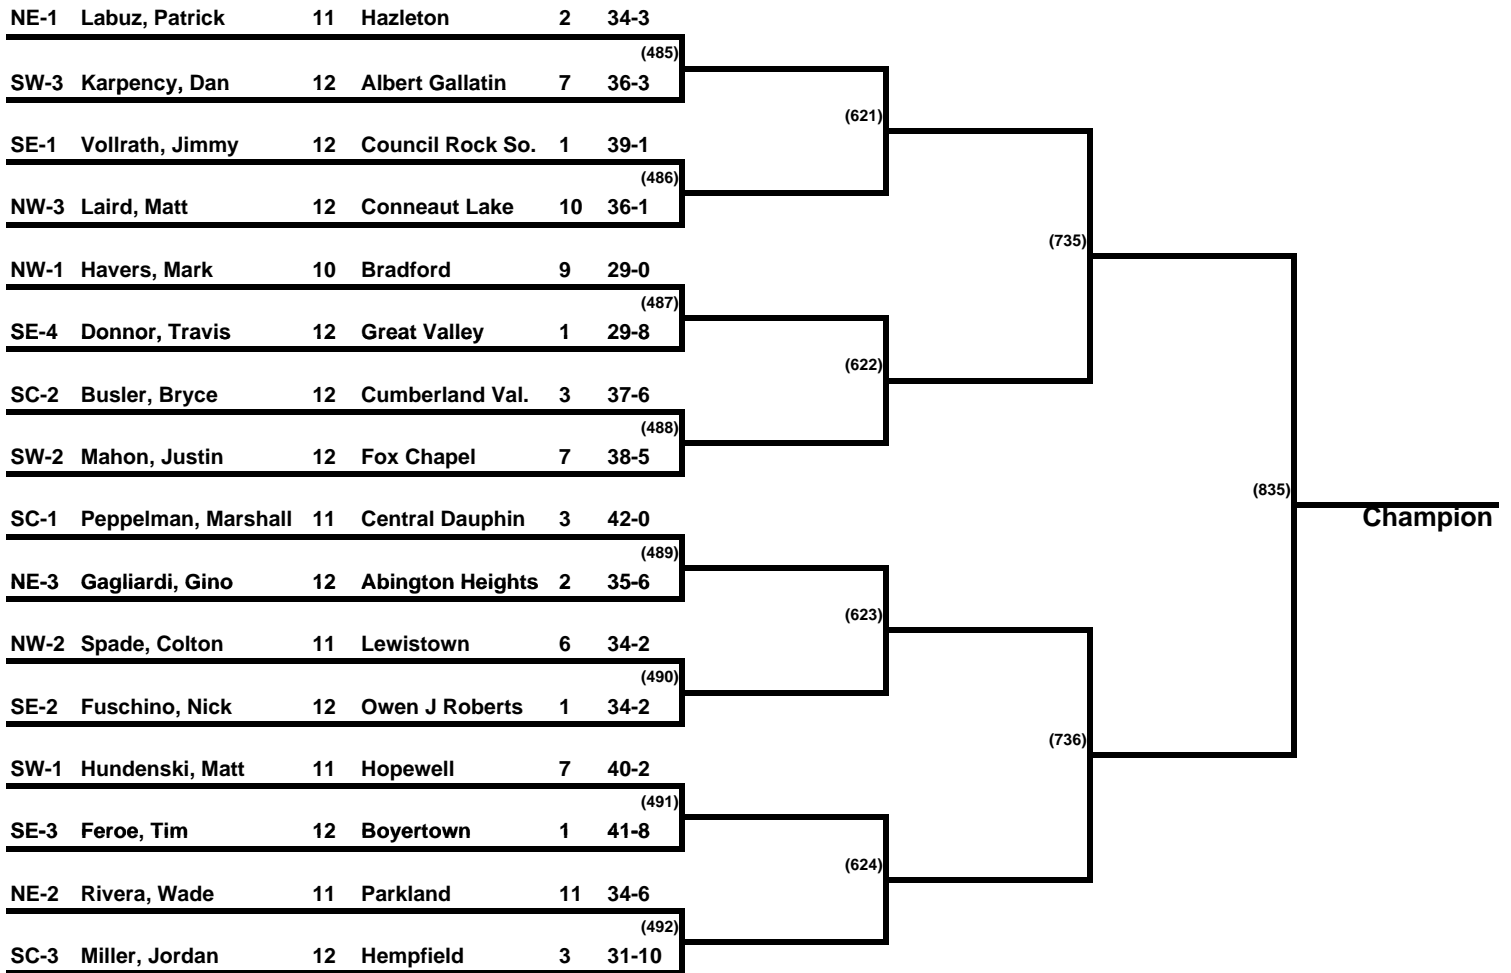 NE-1 Labuz, Patrick 11 Hazleton 2 34-3
(485)
SW-3 Karpency, Dan 12 Albert Gallatin 7 36-3
(621)
SE-1 Vollrath, Jimmy 12 Council Rock So. 1 39-1
(486)
NW-3 Laird, Matt 12 Conneaut Lake 10 36-1
(735)
NW-1 Havers, Mark 10 Bradford 9 29-0
(487)
SE-4 Donnor, Travis 12 Great Valley 1 29-8
(622)
SC-2 Busler, Bryce 12 Cumberland Val. 3 37-6
(488)
SW-2 Mahon, Justin 12 Fox Chapel 7 38-5
(835)
SC-1 Peppelman, Marshall 11 Central Dauphin 3 42-0
Champion
(489)
NE-3 Gagliardi, Gino 12 Abington Heights 2 35-6
(623)
NW-2 Spade, Colton 11 Lewistown 6 34-2
(490)
SE-2 Fuschino, Nick 12 Owen J Roberts 1 34-2
(736)
SW-1 Hundenski, Matt 11 Hopewell 7 40-2
(491)
SE-3 Feroe, Tim 12 Boyertown 1 41-8
(624)
NE-2 Rivera, Wade 11 Parkland 11 34-6
(492)
SC-3 Miller, Jordan 12 Hempfield 3 31-10